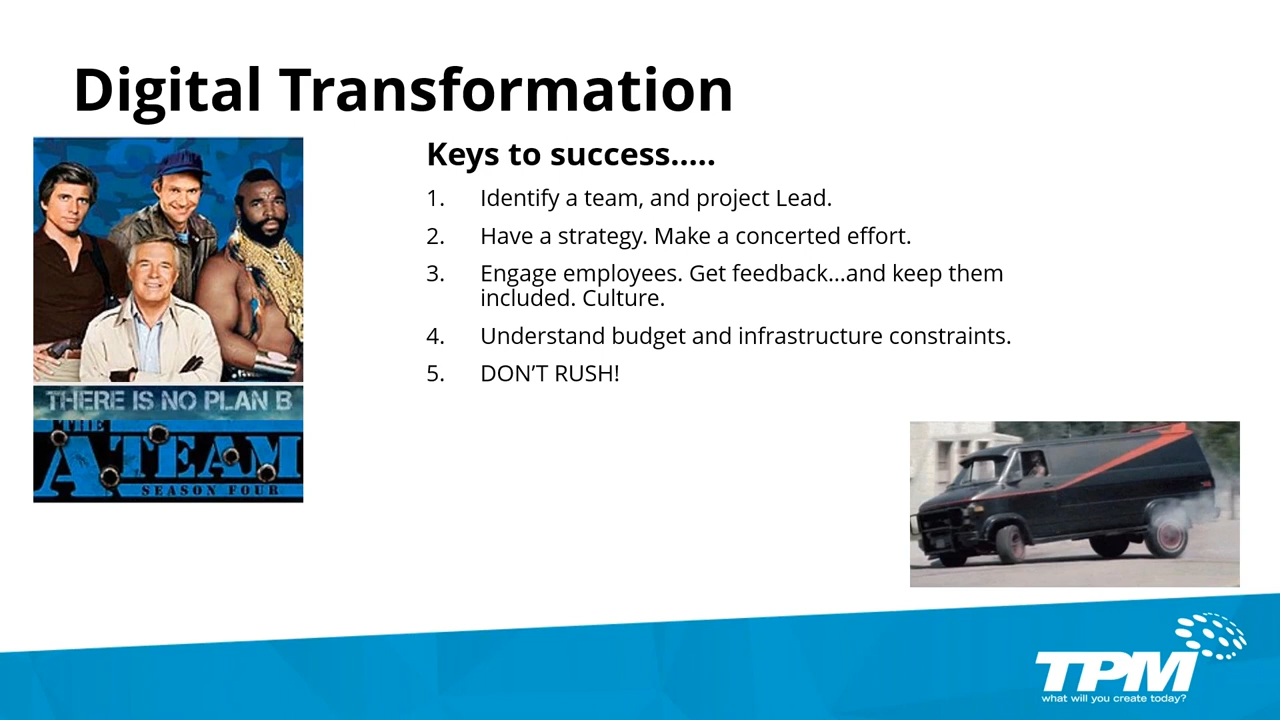 Digital Transformation
Keys to success.....
1. Identify a team, and project Lead.
2. Have a strategy. Make a concerted effort.
3. Engage employees. Get feedback...and keep them
included. Culture.
4. Understand budget and infrastructure constraints.
5. DON’T RUSH!
THERE IS NO PLAN B
THE
A TEAM
SEASON FOUR
TPM
what will you create today?